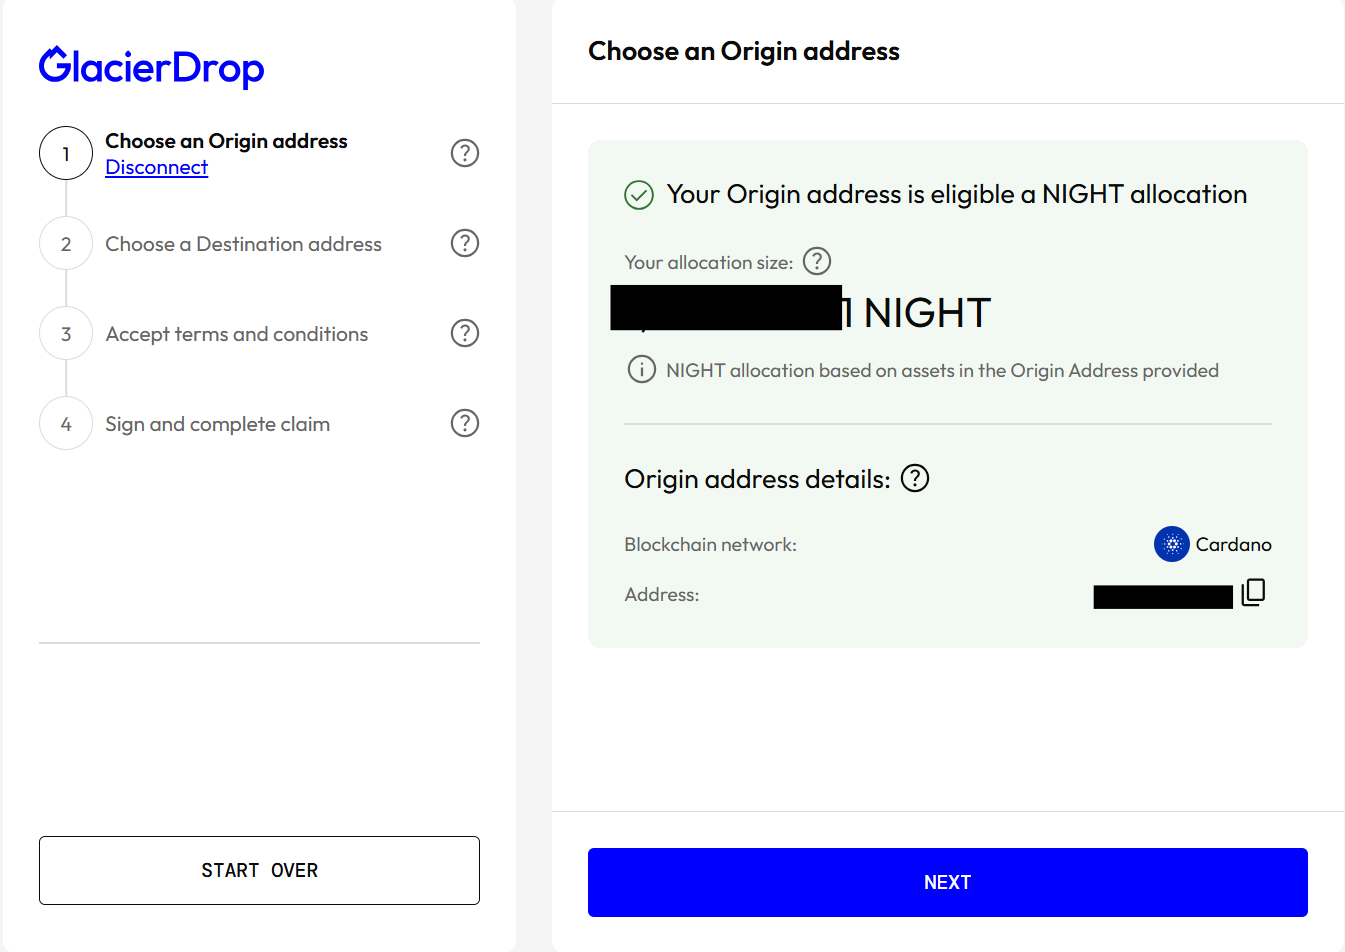 GlacierDrop
1
Choose an Origin address
Disconnect
2
Choose a Destination address
3
Accept terms and conditions
4
Sign and complete claim
START OVER
Choose an Origin address
Your Origin address is eligible a NIGHT allocation
Your allocation size:
1 NIGHT
NIGHT allocation based on assets in the Origin Address provided
Origin address details:
Blockchain network:
Cardano
Address:
NEXT